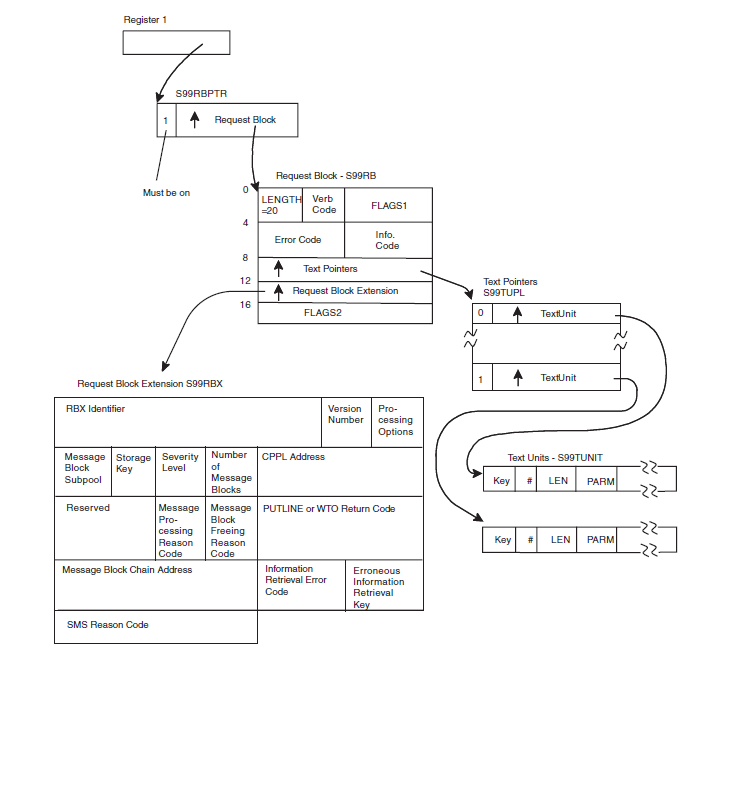 Register 1
S99RBPTR
1
Request Block
Must be on
Request Block - S99RB
0
LENGTH
=20
Verb
Code
FLAGS1
4
Error Code
Info.
Code
8
Text Pointers
12
Request Block Extension
16
FLAGS2
Text Pointers
S99TUPL
0
TextUnit
1
TextUnit
Request Block Extension S99RBX
RBX Identifier
Version
Number
Pro-
cessing
Options
Message
Block
Subpool
Storage
Key
Severity
Level
Number
of
Message
Blocks
CPPL Address
Reserved
Message
Pro-
cessing
Reason
Code
Message
Block
Freeing
Reason
Code
PUTLINE or WTO Return Code
Message Block Chain Address
Information
Retrieval Error
Code
Erroneous
Information
Retrieval
Key
SMS Reason Code
Text Units - S99TUNIT
Key # LEN PARM
Key # LEN PARM